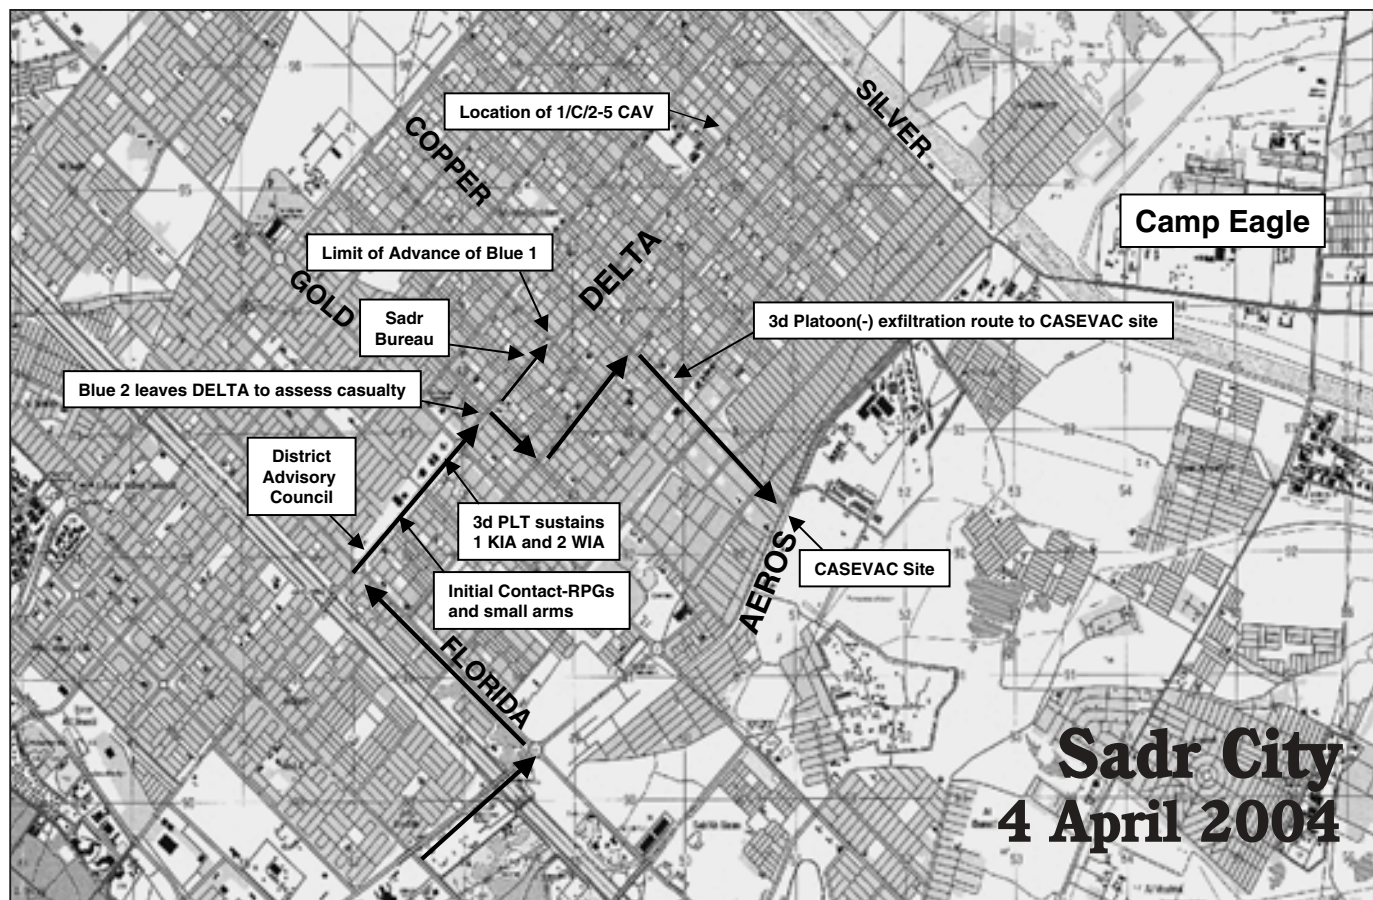 SILVER
Location of 1/C/2-5 CAV
COPPER
Camp Eagle
Limit of Advance of Blue 1
DELTA
GOLD
Sadr
Bureau
3d Platoon(-) exfiltration route to CASEVAC site
Blue 2 leaves DELTA to assess casualty
District
Advisory
Council
3d PLT sustains
1 KIA and 2 WIA
AEROS
CASEVAC Site
Initial Contact-RPGs
and small arms
FLORIDA
Sadr City
4 April 2004